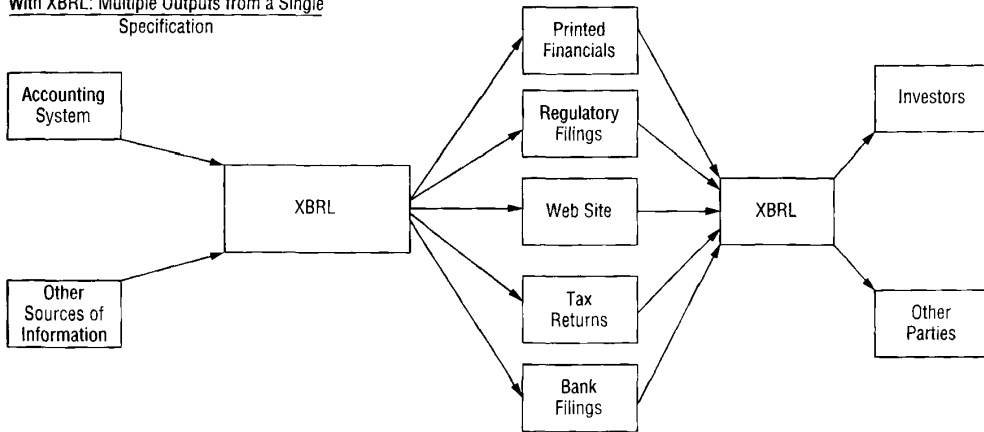 With XBRL: Multiple Outputs from a Single
Specification
Accounting
System
Other
Sources of
Information
XBRL
Printed
Financials
Regulatory
Filings
Web Site
Tax
Returns
Bank
Filings
XBRL
Investors
Other
Parties